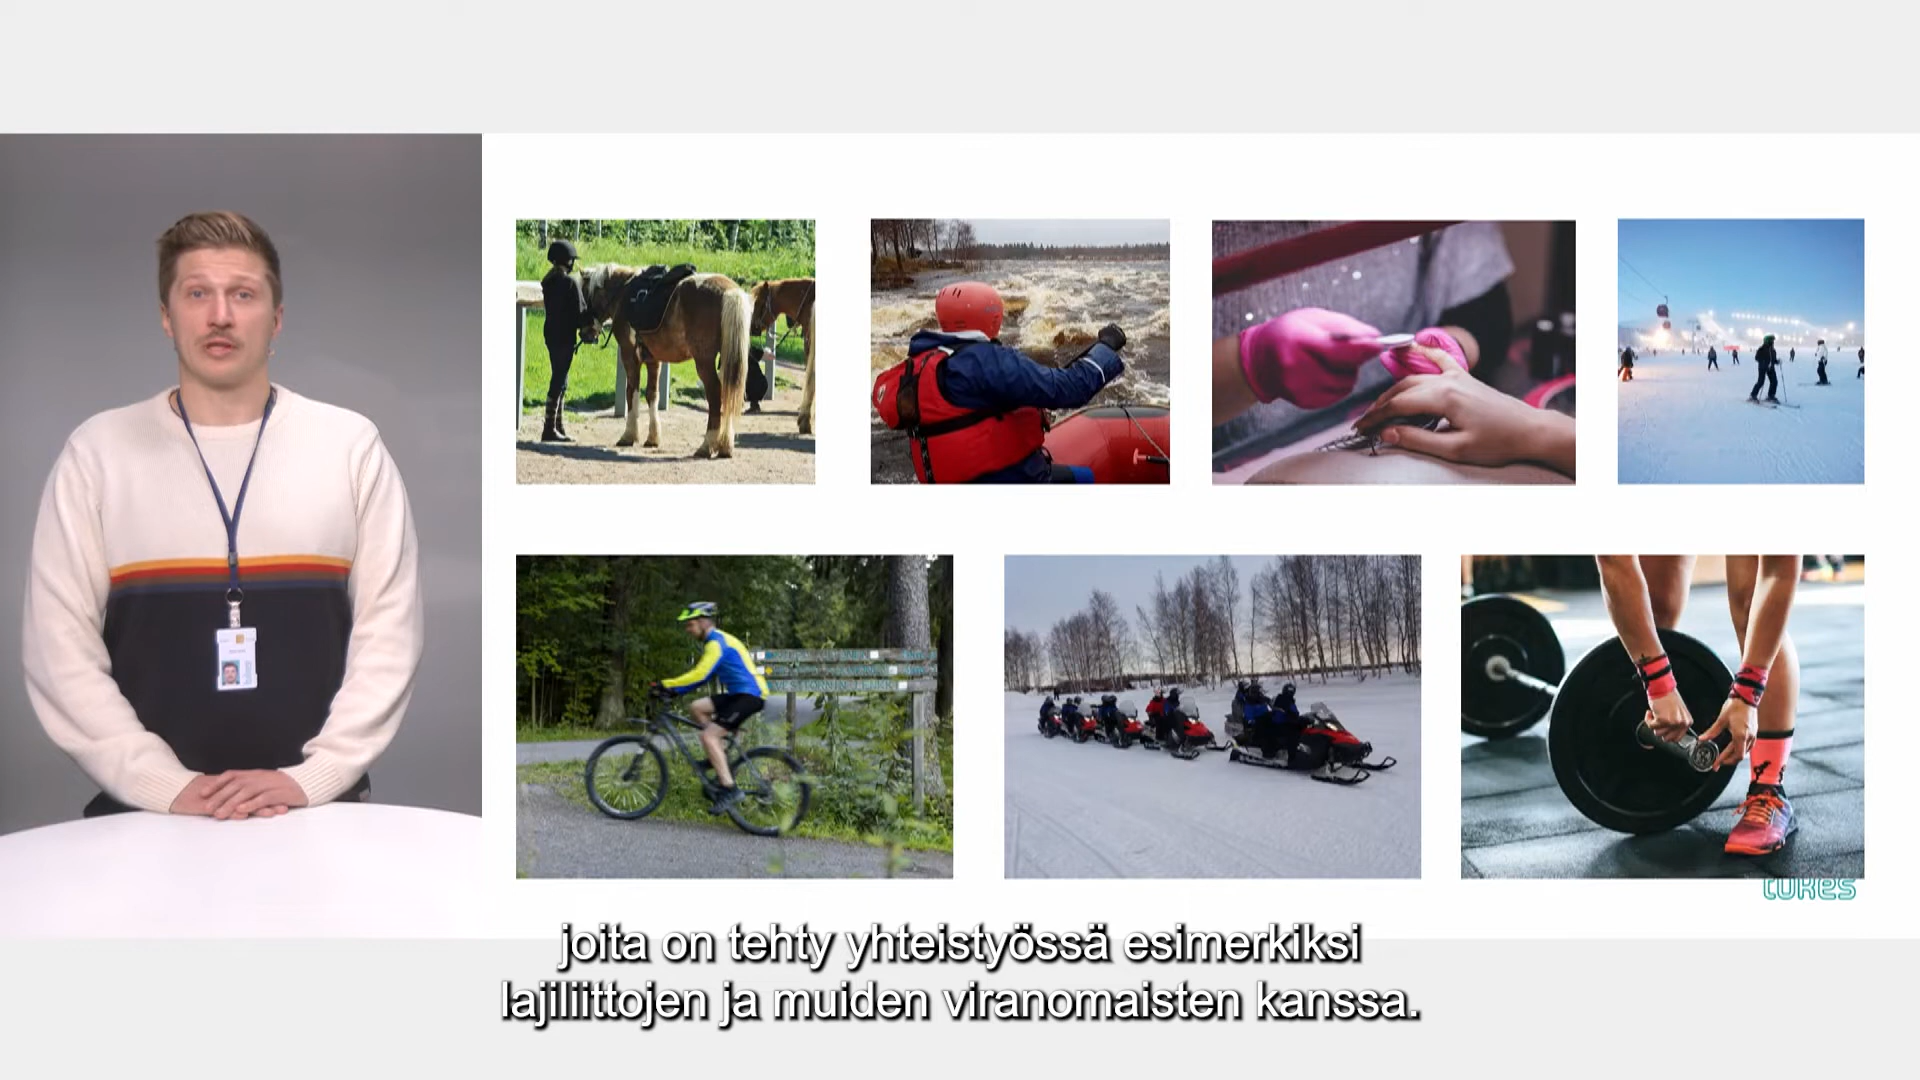 tukes
joita on tehty yhteistyössä esimerkiksi
lajiliittojen ja muiden viranomaisten kanssa.